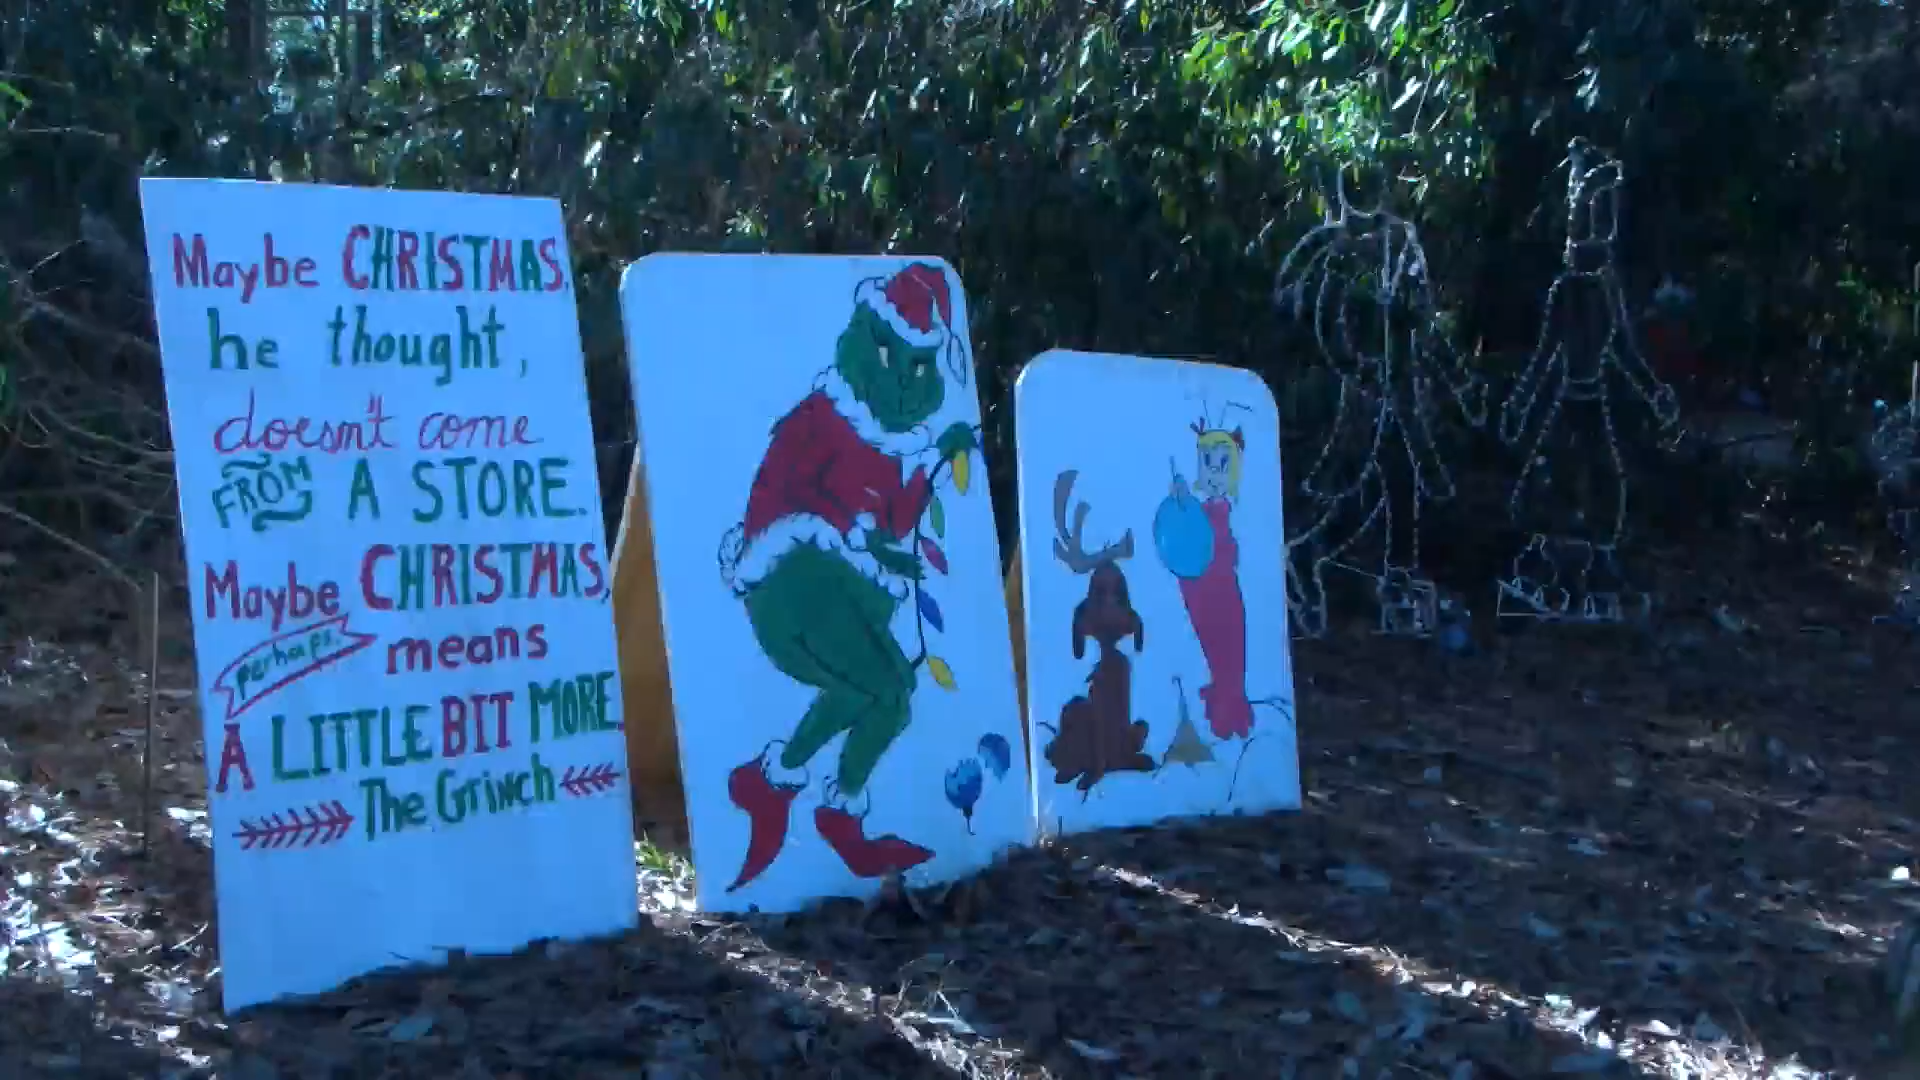 Maybe CHRISTMAS,
he thought,
doesn't come
FROM A STORE.
Maybe CHRISTMAS,
perhaps, means
A LITTLE BIT MORE.
The Grinch